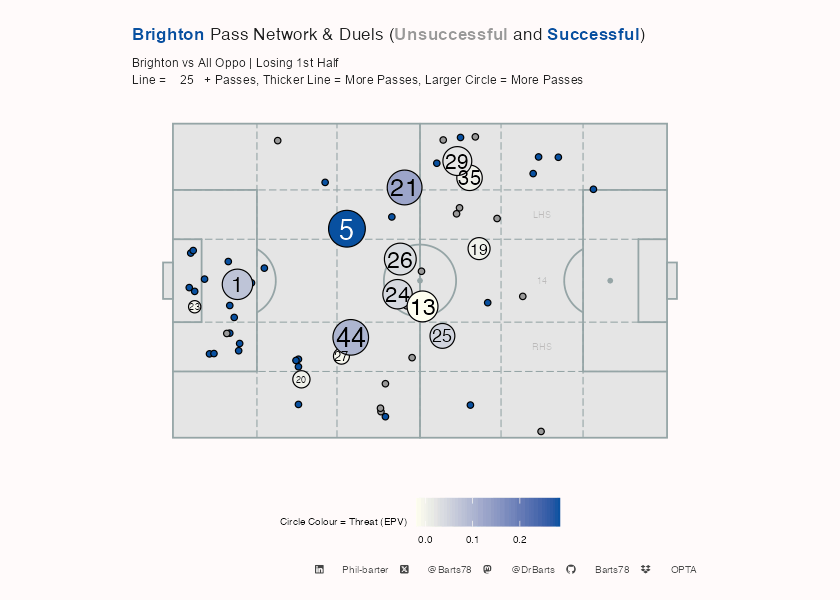 Brighton Pass Network & Duels (Unsuccessful and Successful)
Brighton vs All Oppo | Losing 1st Half
Line = 25 + Passes, Thicker Line = More Passes, Larger Circle = More Passes
29
35
21
LHS
5
19
26
1
14
24
13
23
25
44
RHS
27
20
Circle Colour = Threat (EPV)
0.0 0.1 0.2
Phil-barter @Barts78 @DrBarts Barts78 OPTA